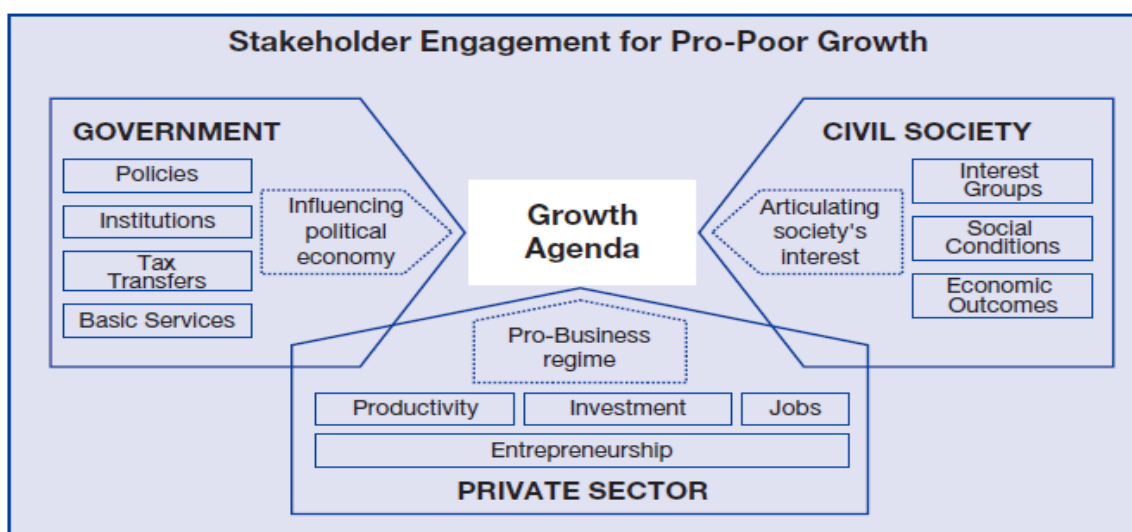 Stakeholder Engagement for Pro-Poor Growth
GOVERNMENT
Policies
Institutions
Tax
Transfers
Basic Services
Influencing
political
economy
Growth
Agenda
CIVIL SOCIETY
Articulating
society's
interest
Interest
Groups
Social
Conditions
Economic
Outcomes
Pro-Business
regime
Productivity
Investment
Jobs
Entrepreneurship
PRIVATE SECTOR